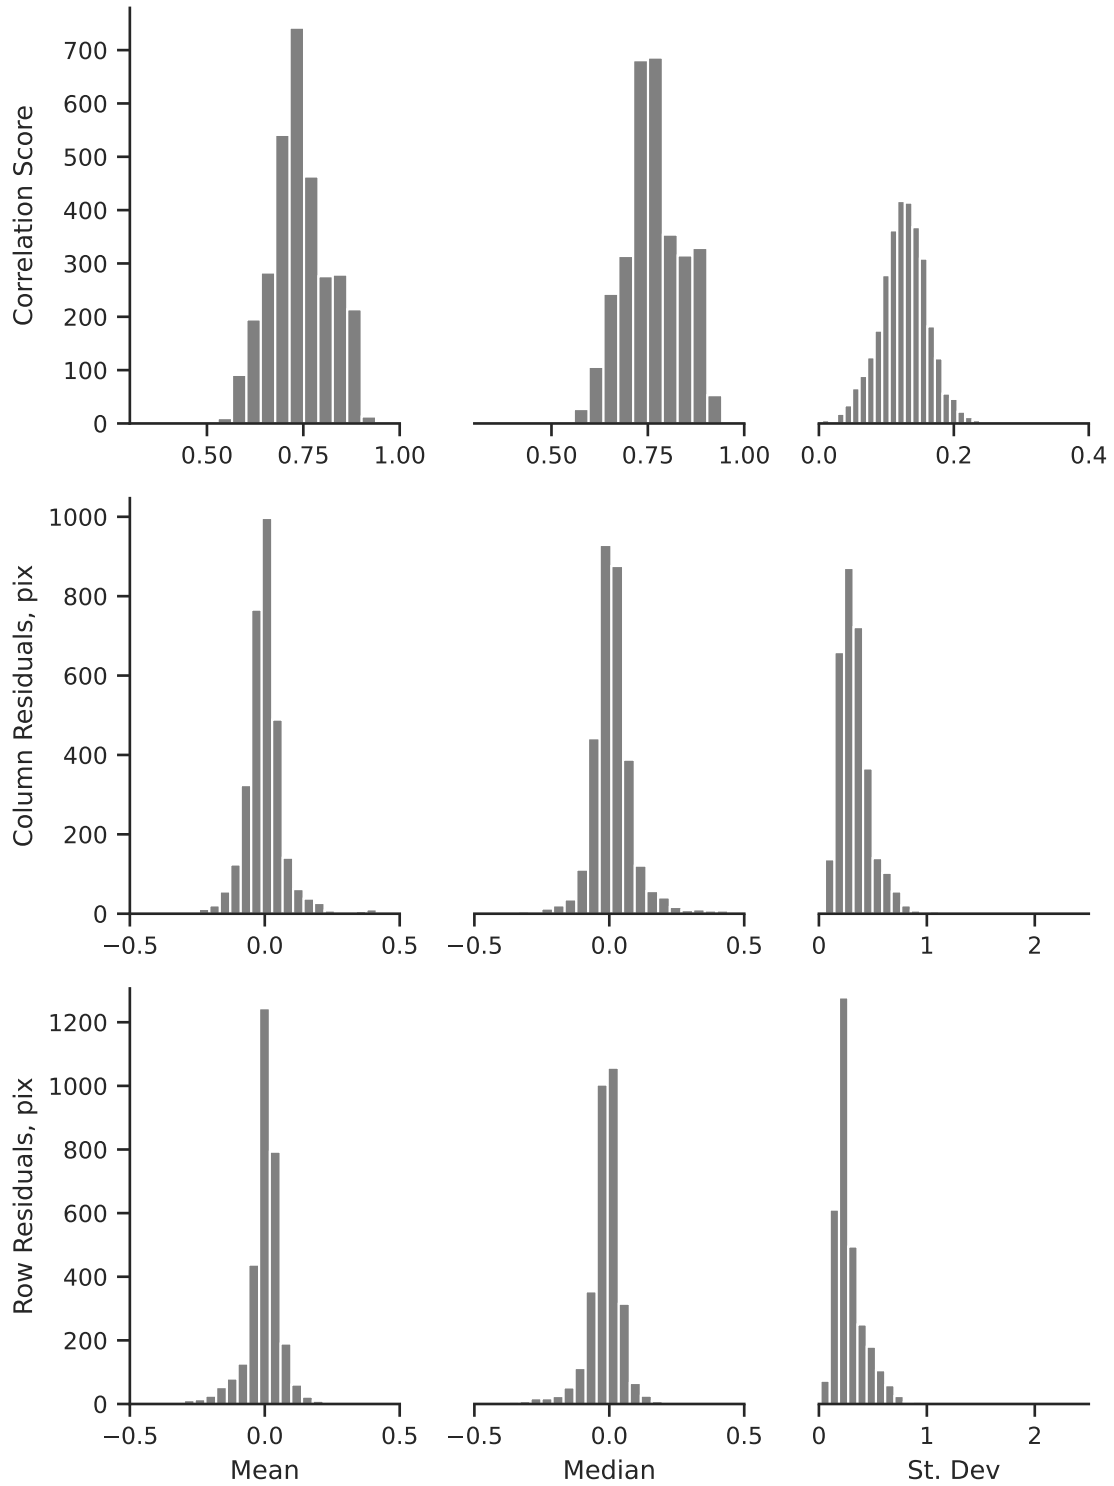 Correlation Score
700
600
500
400
300
200
100
0
0.50 0.75 1.00
0.50 0.75 1.00
0.0 0.2 0.4
Column Residuals, pix
1000
800
600
400
200
0
−0.5 0.0 0.5
−0.5 0.0 0.5
0 1 2
Row Residuals, pix
1200
1000
800
600
400
200
0
−0.5 0.0 0.5
−0.5 0.0 0.5
0 1 2
Mean
Median
St. Dev